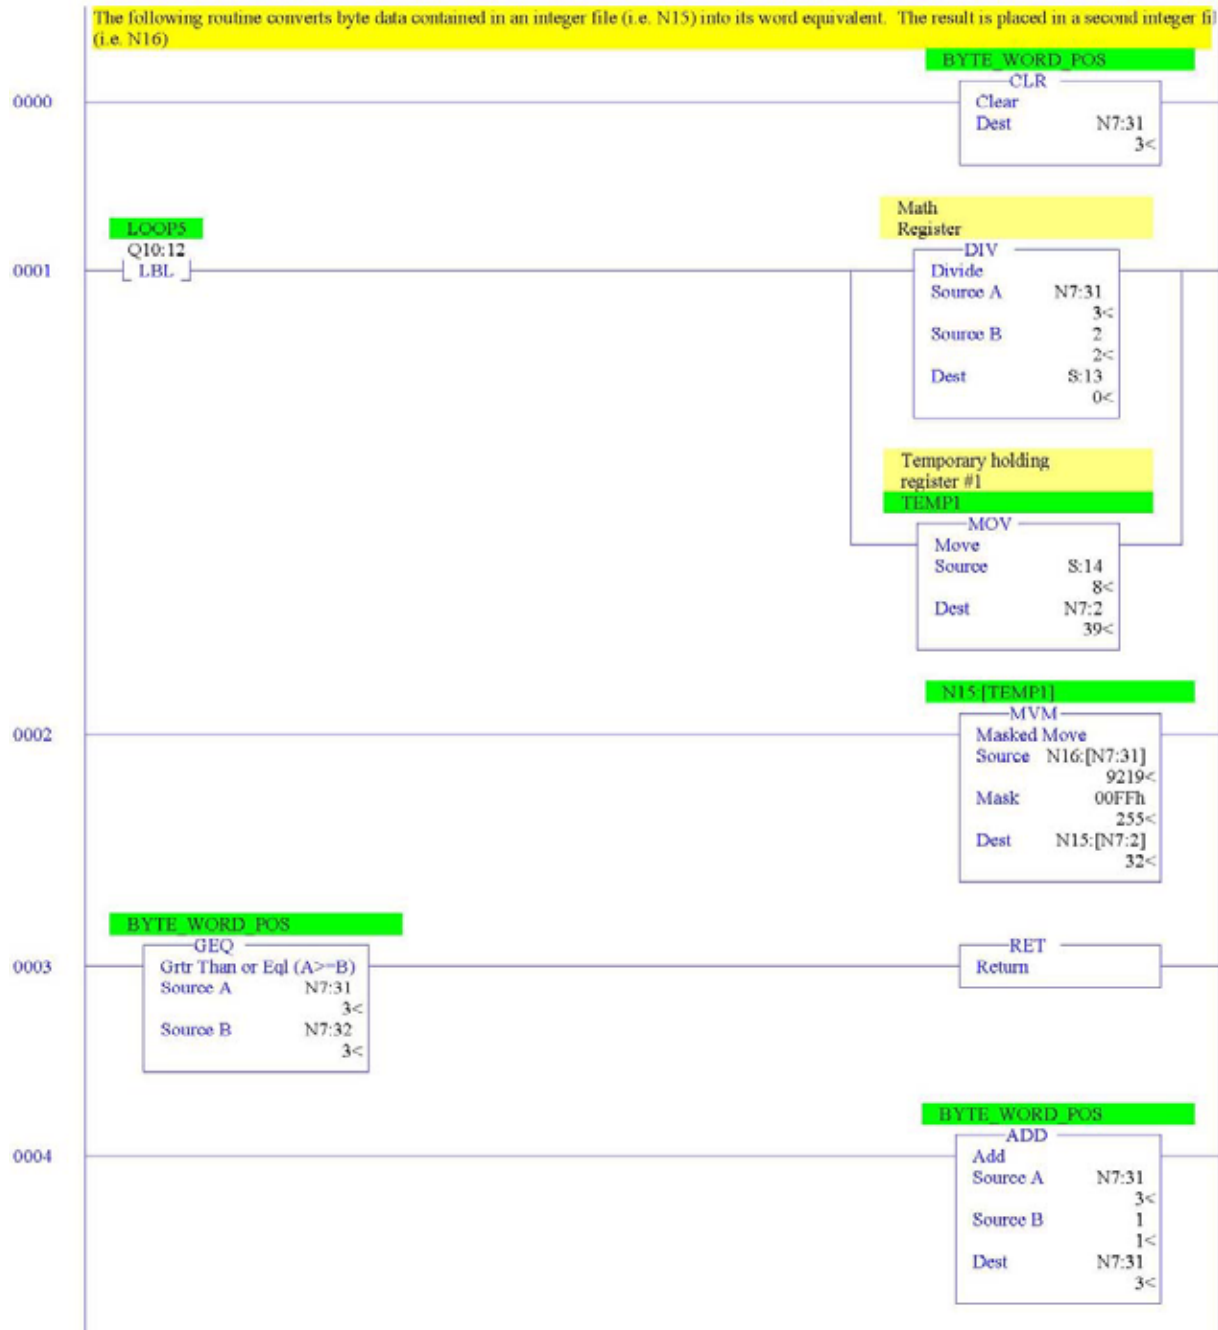 The following routine converts byte data contained in an integer file (i.e. N15) into its word equivalent. The result is placed in a second integer fi
(i.e. N16)
BYTE_WORD_POS
0000
CLR
Clear
Dest N7:31
3<
LOOP5
Q10:12
0001
LBL
Math
Register
DIV
Divide
Source A N7:31
3<
Source B 2
2<
Dest S:13
0<
Temporary holding
register #1
TEMP1
MOV
Move
Source S:14
8<
Dest N7:2
39<
N15:[TEMP1]
0002
MVM
Masked Move
Source N16:[N7:31]
9219<
Mask 00FFh
255<
Dest N15:[N7:2]
32<
BYTE_WORD_POS
0003
GEQ
Grtr Than or Eql (A>=B)
Source A N7:31
3<
Source B N7:32
3<
RET
Return
BYTE_WORD_POS
0004
ADD
Add
Source A N7:31
3<
Source B 1
1<
Dest N7:31
3<